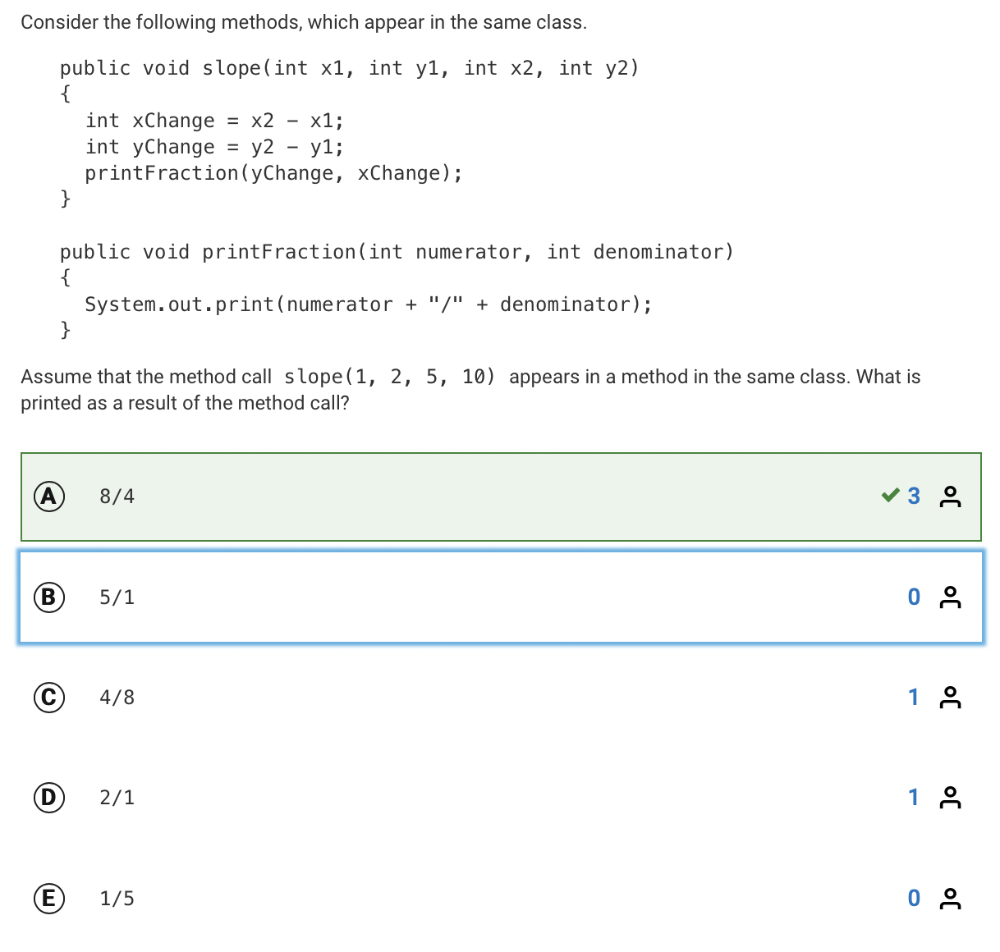 Consider the following methods, which appear in the same class.
public void slope(int x1, int y1, int x2, int y2)
{
int xChange = x2 – x1;
int yChange = y2 – y1;
printFraction(yChange, xChange);
}
public void printFraction(int numerator, int denominator)
{
System.out.print(numerator + "/" + denominator);
}
Assume that the method call slope(1, 2, 5, 10) appears in a method in the same class. What is
printed as a result of the method call?
A 8/4 3
B 5/1 0
C 4/8 1
D 2/1 1
E 1/5 0